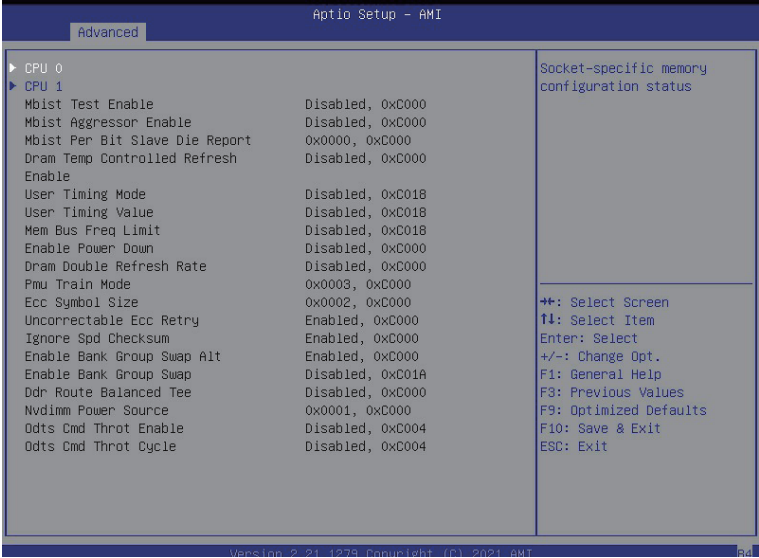 Aptio Setup – AMI
Advanced
▶ CPU 0
▶ CPU 1
Mbist Test Enable Disabled, 0xC000
Mbist Aggressor Enable Disabled, 0xC000
Mbist Per Bit Slave Die Report 0x0000, 0xC000
Dram Temp Controlled Refresh Disabled, 0xC000
Enable
User Timing Mode Disabled, 0xC018
User Timing Value Disabled, 0xC018
Mem Bus Freq Limit Disabled, 0xC018
Enable Power Down Disabled, 0xC000
Dram Double Refresh Rate Disabled, 0xC000
Pmu Train Mode 0x0003, 0xC000
Ecc Symbol Size 0x0002, 0xC000
Uncorrectable Ecc Retry Enabled, 0xC000
Ignore Spd Checksum Enabled, 0xC000
Enable Bank Group Swap Alt Enabled, 0xC000
Enable Bank Group Swap Disabled, 0xC01A
Ddr Route Balanced Tee Disabled, 0xC000
Nvdimm Power Source 0x0001, 0xC000
Odts Cmd Throt Enable Disabled, 0xC004
Odts Cmd Throt Cycle Disabled, 0xC004
Socket-specific memory
configuration status
→←: Select Screen
↑↓: Select Item
Enter: Select
+/-: Change Opt.
F1: General Help
F3: Previous Values
F9: Optimized Defaults
F10: Save & Exit
ESC: Exit
Version 2.21.1279 Copyright (C) 2021 AMI
B4